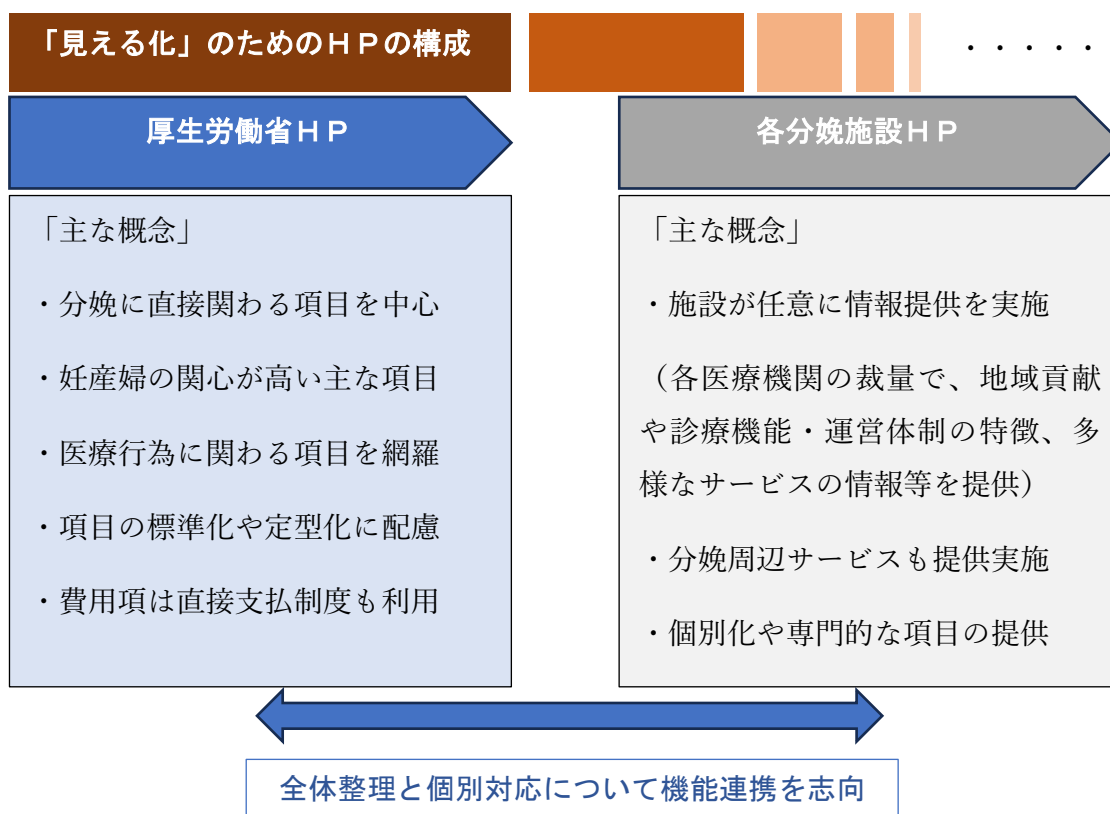 「見える化」のためのＨＰの構成
・・・・・
厚生労働省ＨＰ
「主な概念」
・分娩に直接関わる項目を中心
・妊産婦の関心が高い主な項目
・医療行為に関わる項目を網羅
・項目の標準化や定型化に配慮
・費用項は直接支払制度も利用
各分娩施設ＨＰ
「主な概念」
・施設が任意に情報提供を実施
（各医療機関の裁量で、地域貢献
や診療機能・運営体制の特徴、多
様なサービスの情報等を提供）
・分娩周辺サービスも提供実施
・個別化や専門的な項目の提供
全体整理と個別対応について機能連携を志向